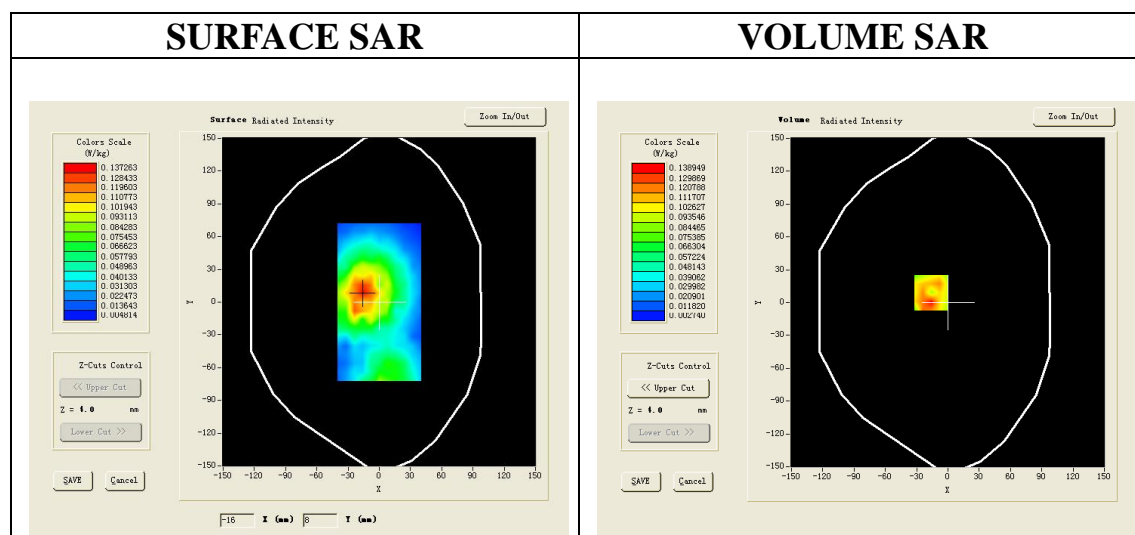 SURFACE SAR
VOLUME SAR
Surface Radiated Intensity
Zoom In/Out
Colors Scale
(W/kg)
0.137263
0.128433
0.119603
0.110773
0.101943
0.093113
0.084283
0.075453
0.066623
0.057793
0.048963
0.040133
0.031303
0.022473
0.013643
0.004814
150
120
90
60
30
0
-30
-60
-90
-120
-150
Y
-150 -120 -90 -60 -30 0 30 60 90 120 150
X
Z-Cuts Control
<< Upper Cut
Z = 4.0 mm
Lower Cut >>
SAVE Cancel
-16 X (mm) 8 Y (mm)
Volume Radiated Intensity
Zoom In/Out
Colors Scale
(W/kg)
0.138949
0.129869
0.120788
0.111707
0.102627
0.093546
0.084465
0.075385
0.066304
0.057224
0.048143
0.039062
0.029982
0.020901
0.011820
0.002740
150
120
90
60
30
0
-30
-60
-90
-120
-150
Y
-150 -120 -90 -60 -30 0 30 60 90 120 150
X
Z-Cuts Control
<< Upper Cut
Z = 4.0 mm
Lower Cut >>
SAVE Cancel